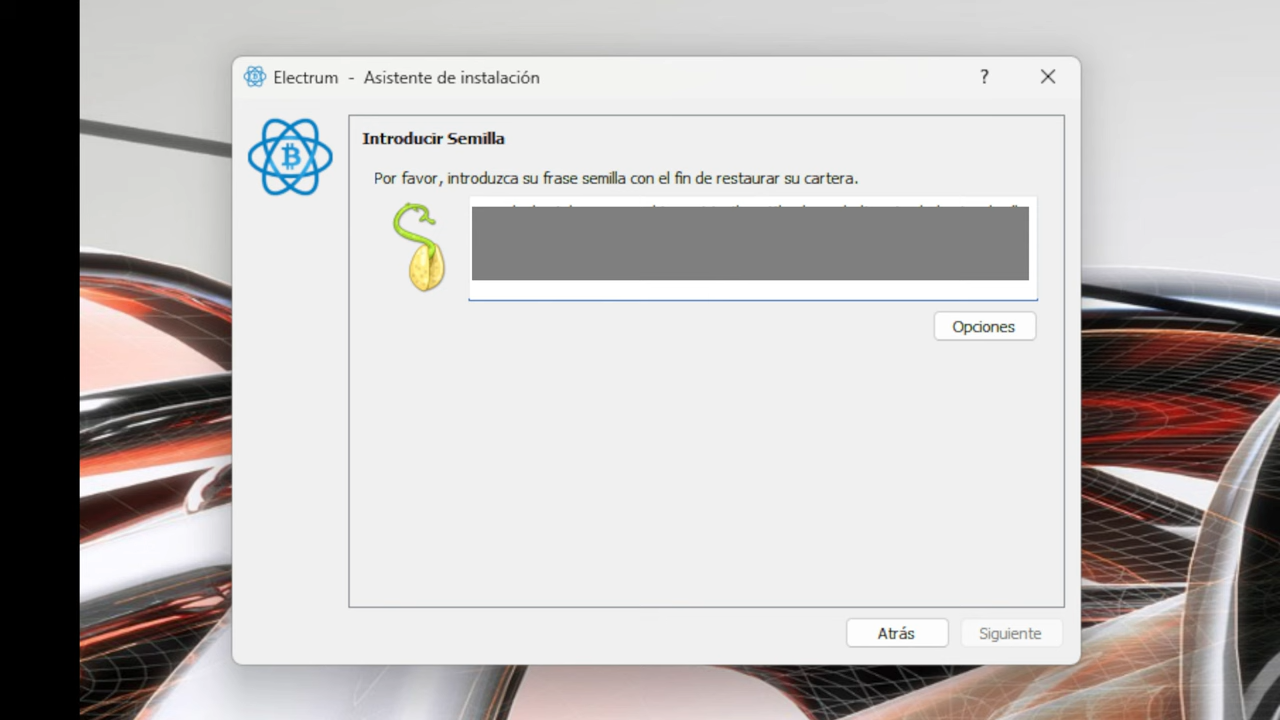 Electrum - Asistente de instalación
?
Introducir Semilla
Por favor, introduzca su frase semilla con el fin de restaurar su cartera.
Opciones
Atrás
Siguiente